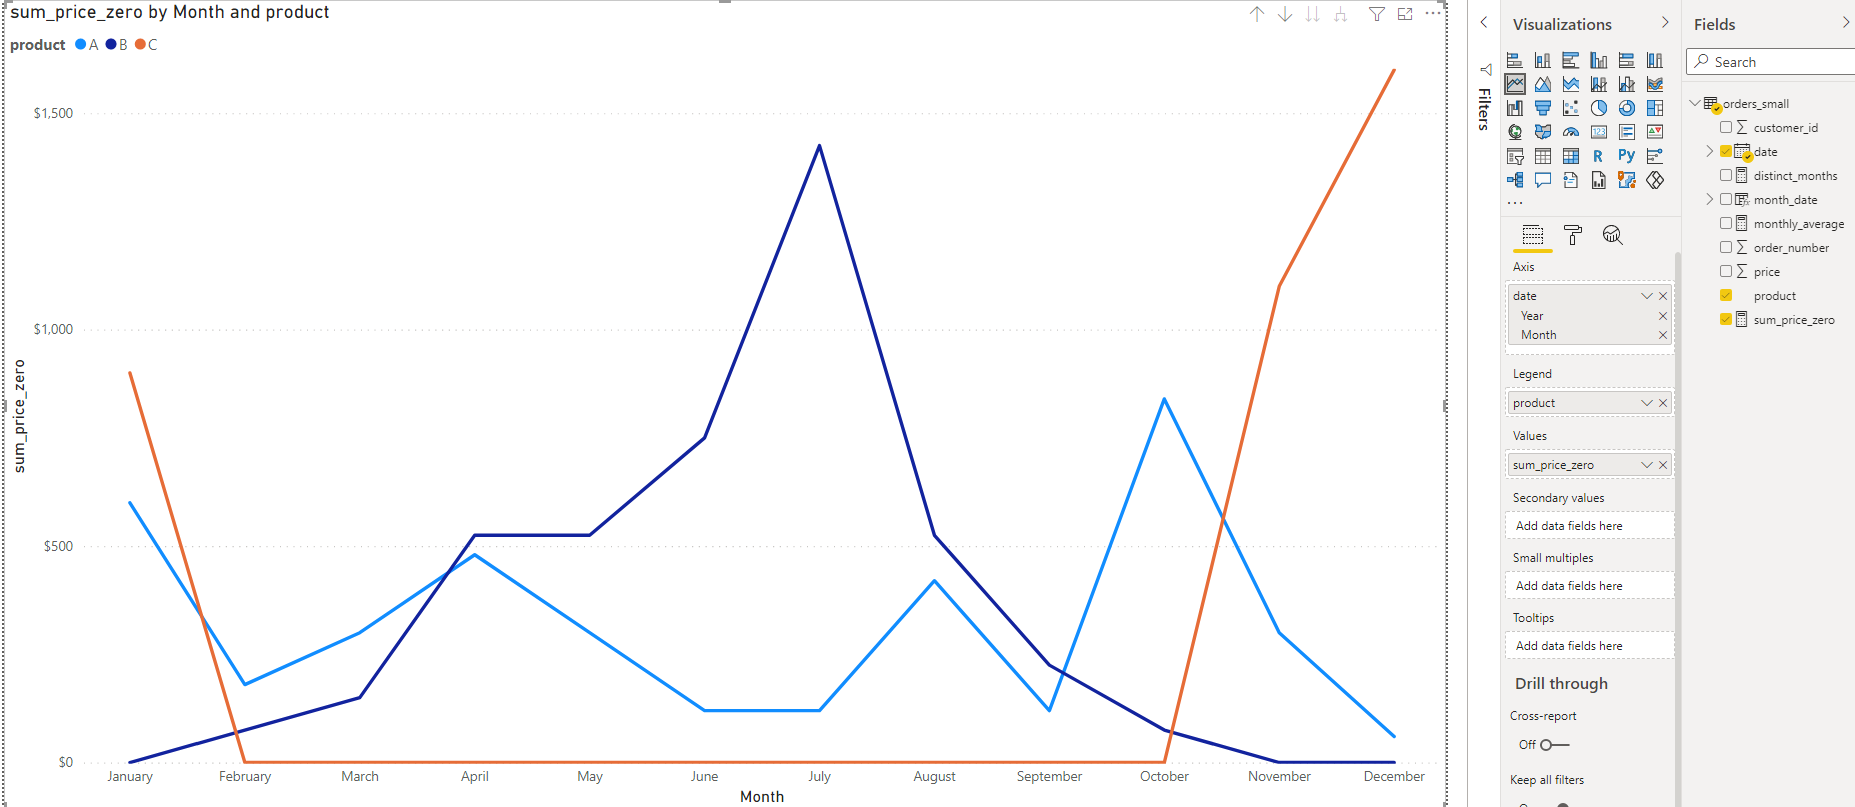 sum_price_zero by Month and product
product A B C
$1,500
$1,000
$500
$0
sum_price_zero
January February March April May June July August September October November December
Month
Filters
Visualizations
123
R Py
...
Axis
date
Year
Month
Legend
product
Values
sum_price_zero
Secondary values
Add data fields here
Small multiples
Add data fields here
Tooltips
Add data fields here
Drill through
Cross-report
Off
Keep all filters
Fields
Search
orders_small
customer_id
date
distinct_months
month_date
monthly_average
order_number
price
product
sum_price_zero